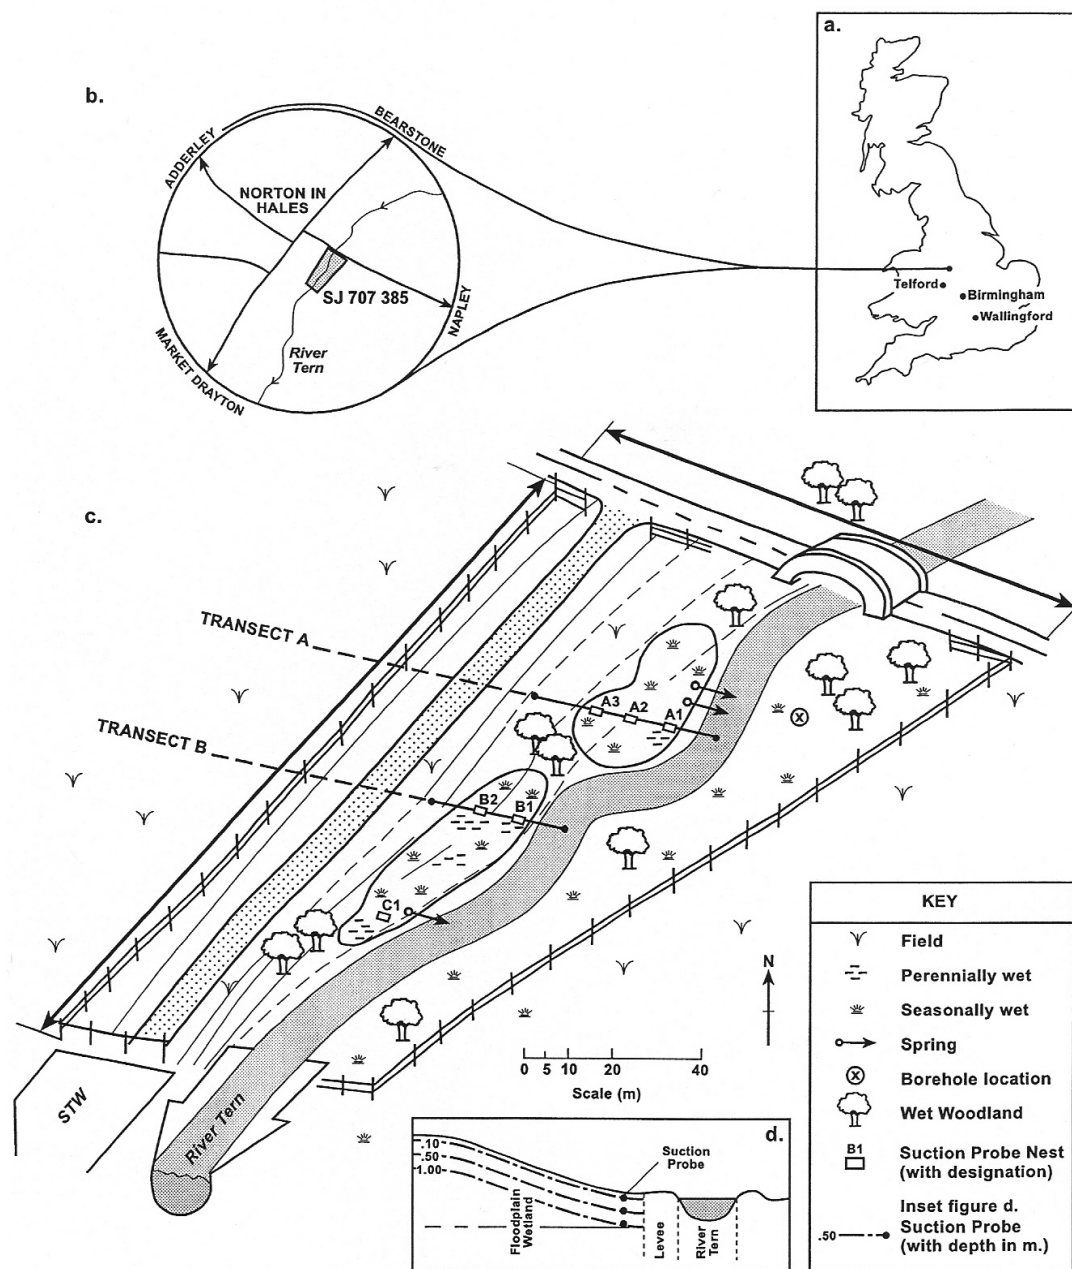 a.
Telford
Birmingham
Wallingford
b.
ADDERLEY
BEARSTONE
NORTON IN
HALES
SJ 707 385
NAPLEY
River
Tern
MARKET DRAYTON
c.
TRANSECT A
A3
A2
A1
TRANSECT B
B2
B1
C1
STW
River Tern
N
0 5 10 20 40
Scale (m)
d.
.10
.50
1.00
Suction
Probe
Floodplain
Wetland
Levee
River
Tern
KEY
Field
Perennially wet
Seasonally wet
Spring
Borehole location
Wet Woodland
B1
Suction Probe Nest
(with designation)
Inset figure d.
.50
Suction Probe
(with depth in m.)